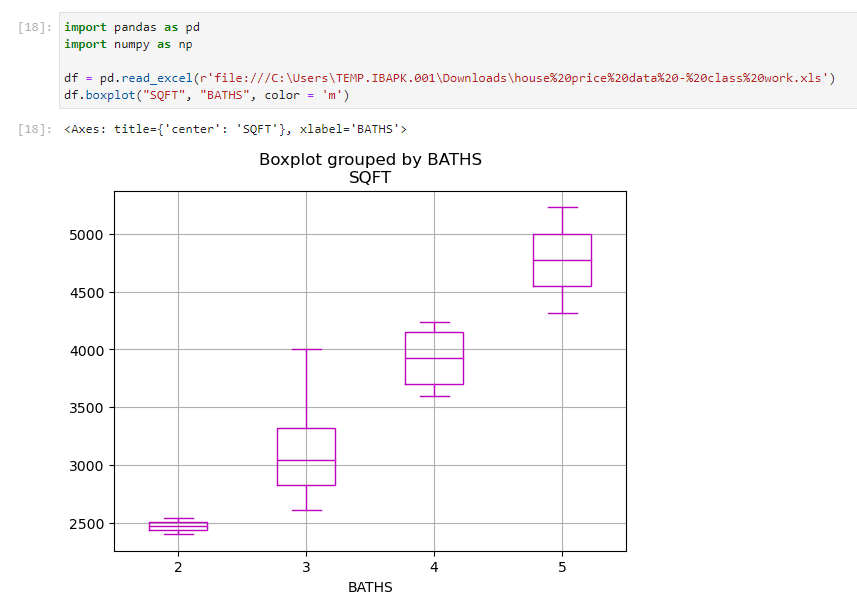 [18]: import pandas as pd
import numpy as np
df = pd.read_excel(r'file:///C:\Users\TEMP.IBAPK.001\Downloads\house%20price%20data%20-%20class%20work.xls')
df.boxplot("SQFT", "BATHS", color = 'm')
[18]: <Axes: title={'center': 'SQFT'}, xlabel='BATHS'>
Boxplot grouped by BATHS
SQFT
5000
4500
4000
3500
3000
2500
2 3 4 5
BATHS